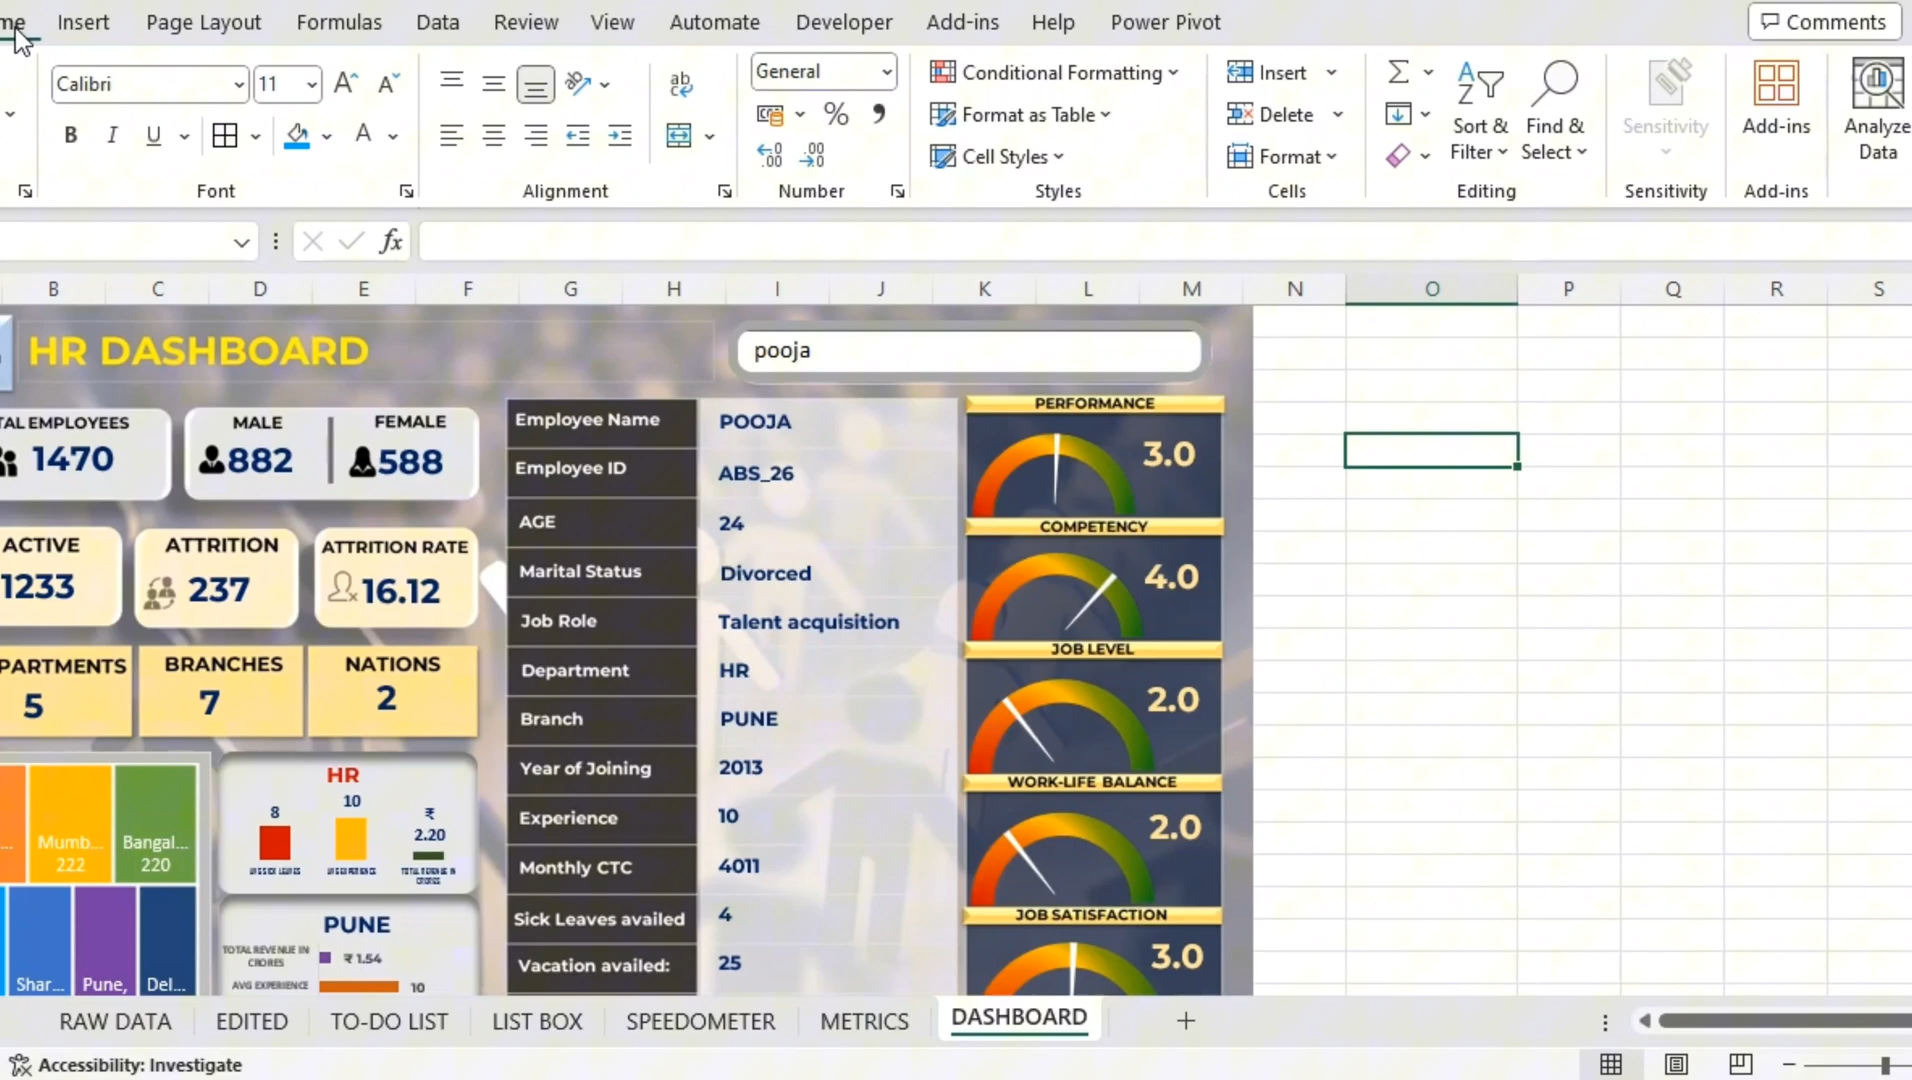 me Insert Page Layout Formulas Data Review View Automate Developer Add-ins Help Power Pivot Comments
Calibri 11 General Conditional Formatting Insert
Format as Table Delete Sort & Find & Sensitivity Add-ins Analyze
B I U A Cell Styles Format Filter Select Data
Font Alignment Number Styles Cells Editing Sensitivity Add-ins
fx
B C D E F G H I J K L M N O P Q R S
HR DASHBOARD pooja
TAL EMPLOYEES
1470
MALE
882
FEMALE
588
ACTIVE
1233
ATTRITION
237
ATTRITION RATE
16.12
PARTMENTS
5
BRANCHES
7
NATIONS
2
Mumb...
222
Bangal...
220
Shar... Pune, Del...
HR
8 10 ₹
2.20
PUNE
TOTAL REVENUE IN
CRORES
₹ 1.54
AVG EXPERIENCE 10
Employee Name POOJA
Employee ID ABS_26
AGE 24
Marital Status Divorced
Job Role Talent acquisition
Department HR
Branch PUNE
Year of Joining 2013
Experience 10
Monthly CTC 4011
Sick Leaves availed 4
Vacation availed: 25
PERFORMANCE
3.0
COMPETENCY
4.0
JOB LEVEL
2.0
WORK-LIFE BALANCE
2.0
JOB SATISFACTION
3.0
RAW DATA EDITED TO-DO LIST LIST BOX SPEEDOMETER METRICS DASHBOARD
Accessibility: Investigate